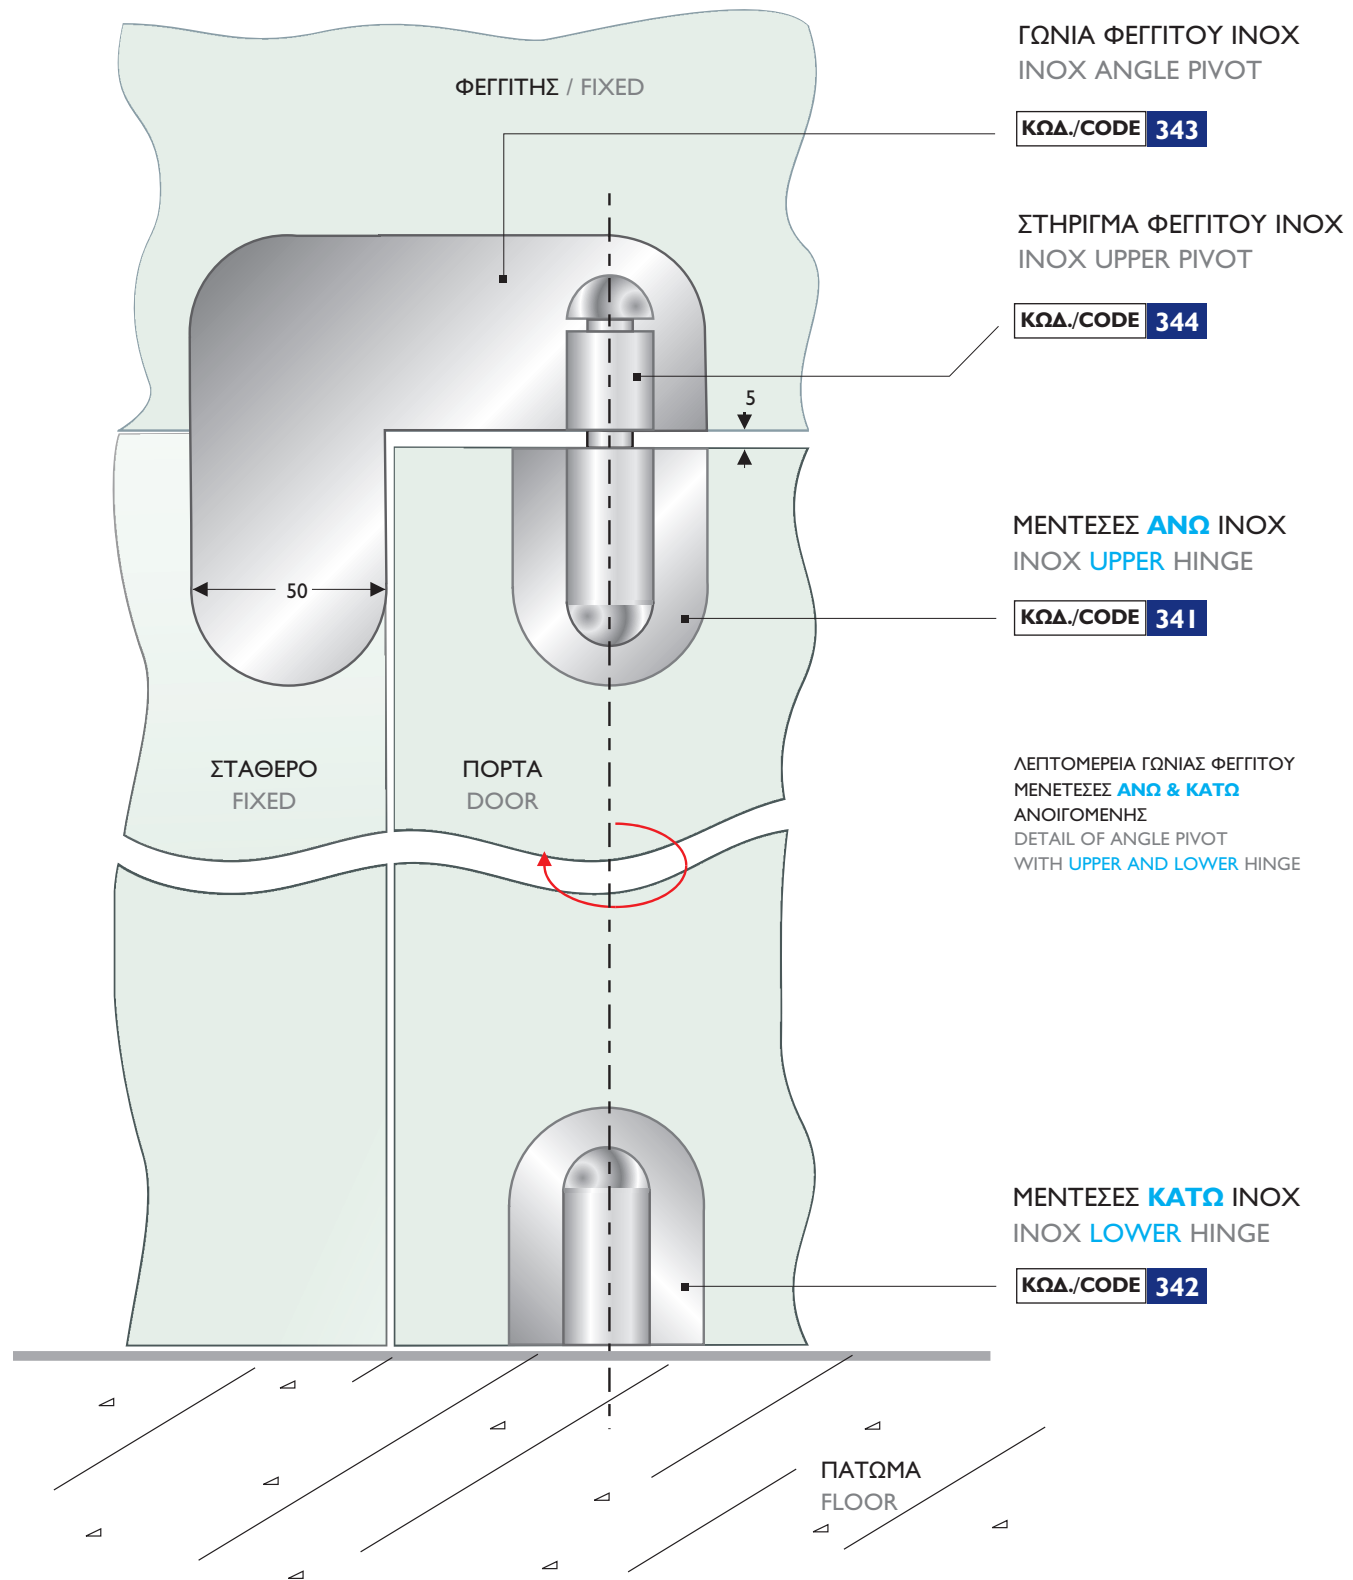 ΦΕΓΓΙΤΗΣ / FIXED
ΓΩΝΙΑ ΦΕΓΓΙΤΟΥ INOX
INOX ANGLE PIVOT
ΚΩΔ./CODE 343
ΣΤΗΡΙΓΜΑ ΦΕΓΓΙΤΟΥ INOX
INOX UPPER PIVOT
ΚΩΔ./CODE 344
5
ΜΕΝΤΕΣΕΣ ΑΝΩ INOX
INOX UPPER HINGE
ΚΩΔ./CODE 341
50
ΣΤΑΘΕΡΟ
FIXED
ΠΟΡΤΑ
DOOR
ΛΕΠΤΟΜΕΡΕΙΑ ΓΩΝΙΑΣ ΦΕΓΓΙΤΟΥ
ΜΕΝΕΤΕΣΕΣ ΑΝΩ & ΚΑΤΩ
ΑΝΟΙΓΟΜΕΝΗΣ
DETAIL OF ANGLE PIVOT
WITH UPPER AND LOWER HINGE
ΜΕΝΤΕΣΕΣ ΚΑΤΩ INOX
INOX LOWER HINGE
ΚΩΔ./CODE 342
ΠΑΤΩΜΑ
FLOOR